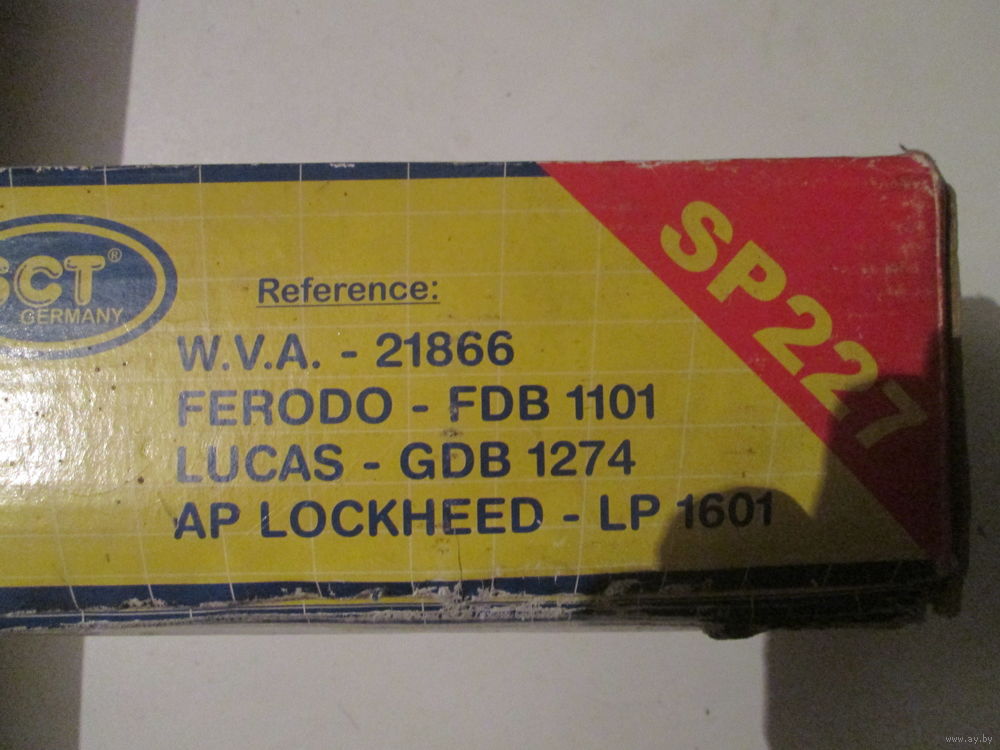 SCT®
GERMANY
Reference:
W.V.A. - 21866
FERODO - FDB 1101
LUCAS - GDB 1274
AP LOCKHEED - LP 1601
SP227
www.ay.by